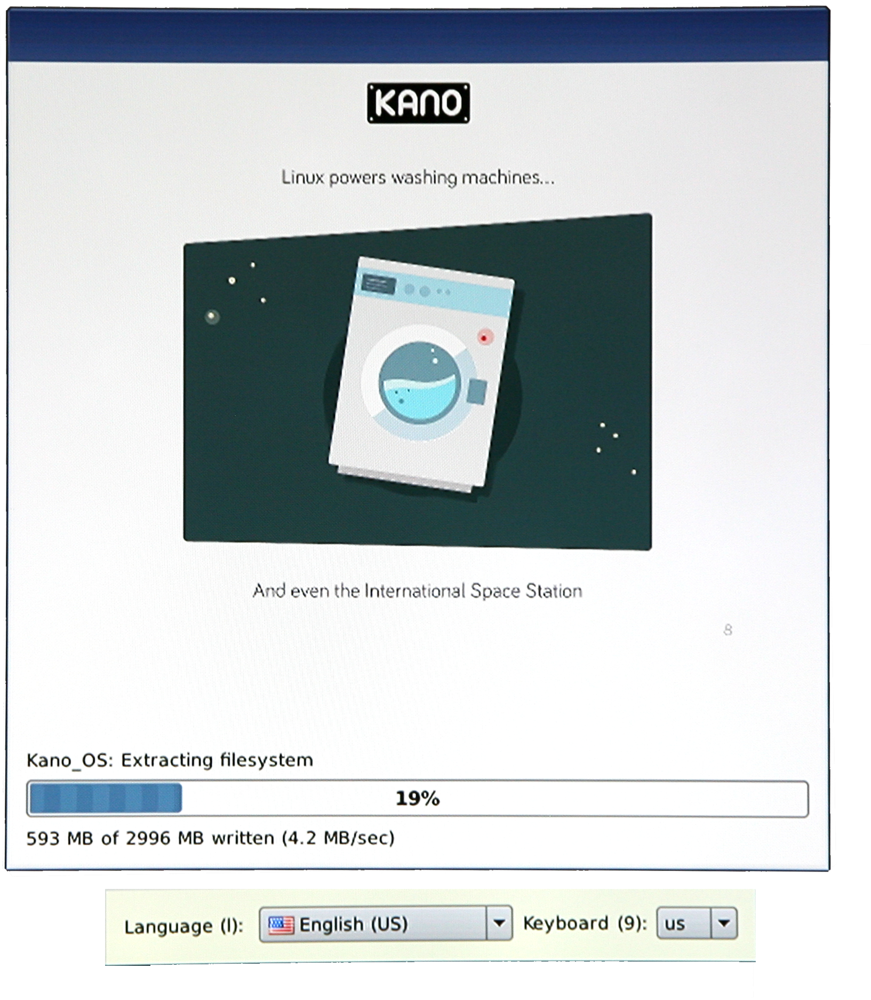 KANO
Linux powers washing machines...
And even the International Space Station
8
Kano_OS: Extracting filesystem
19%
593 MB of 2996 MB written (4.2 MB/sec)
Language (l): English (US) Keyboard (9): us